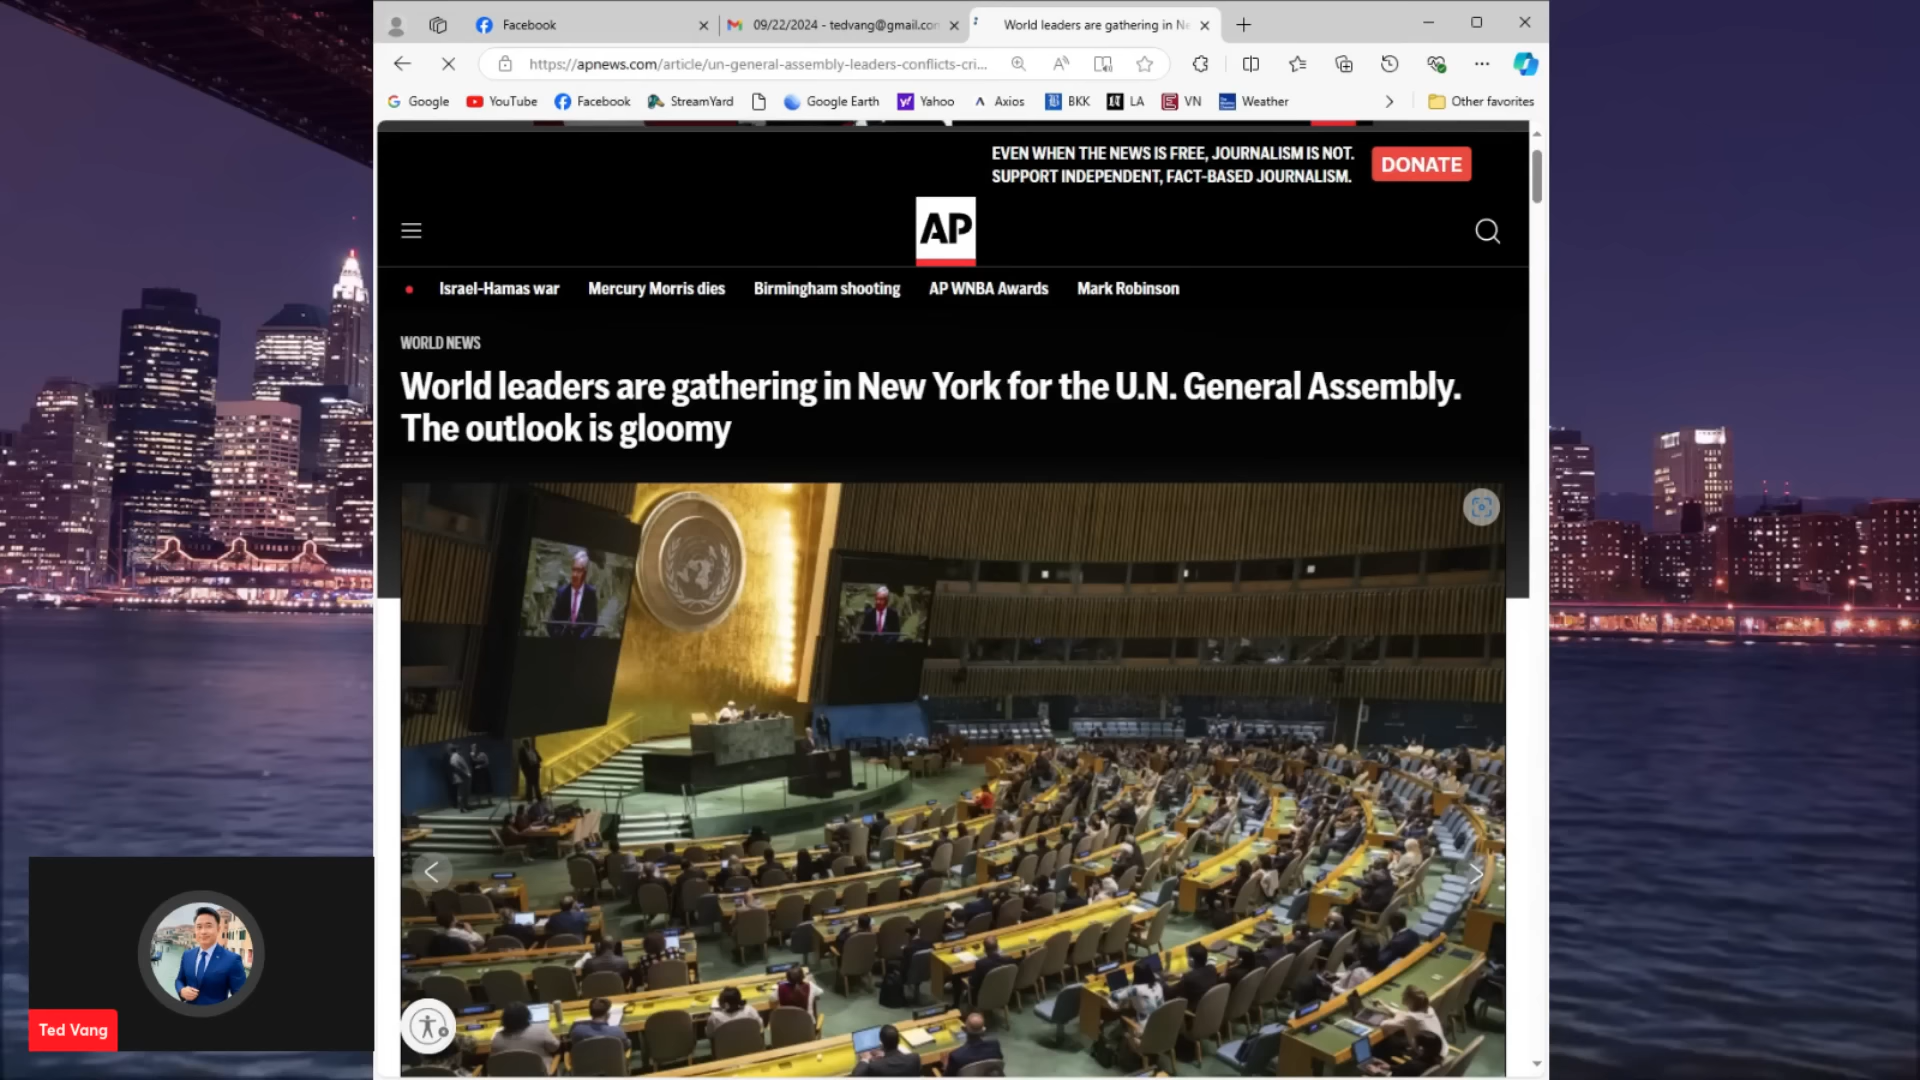 Facebook
09/22/2024 - tedvang@gmail.com
World leaders are gathering in Ne
https://apnews.com/article/un-general-assembly-leaders-conflicts-cri...
Google
YouTube
Facebook
StreamYard
Google Earth
Yahoo
Axios
BKK
LA
VN
Weather
Other favorites
EVEN WHEN THE NEWS IS FREE, JOURNALISM IS NOT.
SUPPORT INDEPENDENT, FACT-BASED JOURNALISM.
DONATE
AP
Israel-Hamas war
Mercury Morris dies
Birmingham shooting
AP WNBA Awards
Mark Robinson
WORLD NEWS
World leaders are gathering in New York for the U.N. General Assembly.
The outlook is gloomy
Ted Vang